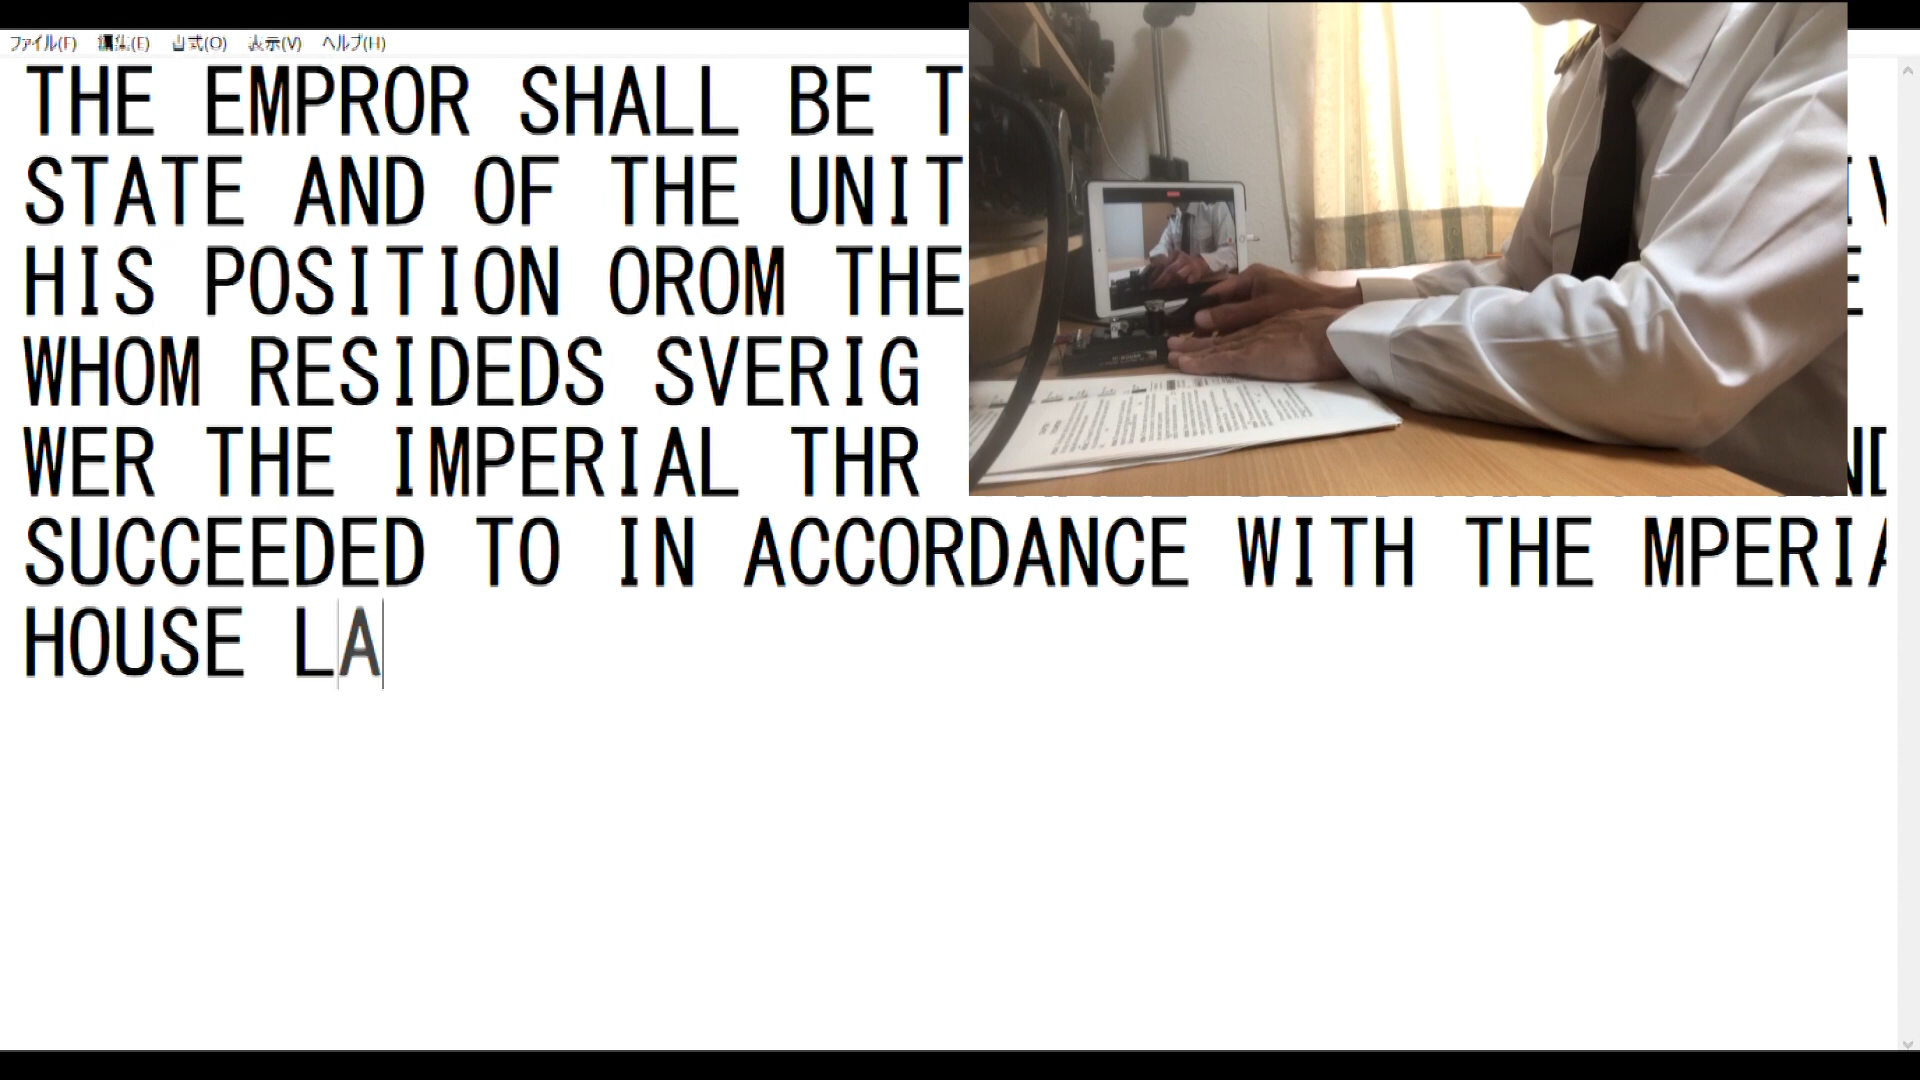 ファイル(F) 編集(E) 書式(O) 表示(V) ヘルプ(H)
THE EMPROR SHALL BE T
STATE AND OF THE UNIT IV
HIS POSITION OROM THE E
WHOM RESIDEDS SVERIG
WER THE IMPERIAL THR ND
SUCCEEDED TO IN ACCORDANCE WITH THE MPERIA
HOUSE LA